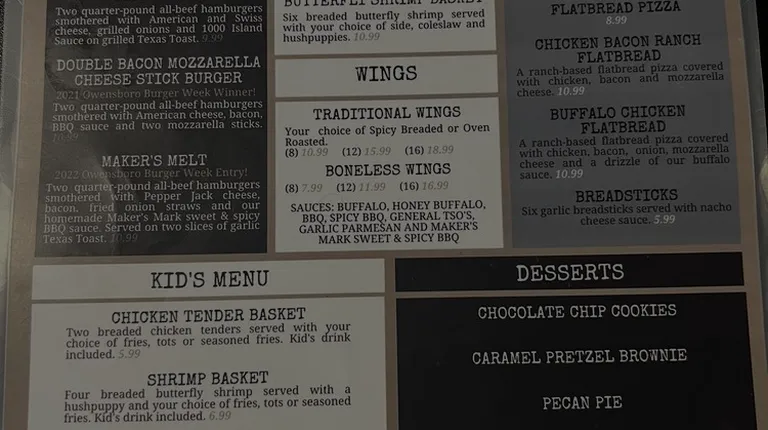 Two quarter-pound all-beef hamburgers
smothered with American and Swiss
cheese, grilled onions and 1000 Island
Sauce on grilled Texas Toast. 9.99
DOUBLE BACON MOZZARELLA
CHEESE STICK BURGER
2021 Owensboro Burger Week Winner!
Two quarter-pound all-beef hamburgers
smothered with American cheese, bacon,
BBQ sauce and two mozzarella sticks.
10.99
MAKER'S MELT
2022 Owensboro Burger Week Entry!
Two quarter-pound all-beef hamburgers
smothered with Pepper Jack cheese,
bacon, fried onion straws and our
homemade Maker's Mark sweet & spicy
BBQ sauce. Served on two slices of garlic
Texas Toast. 10.99
BUTTERFLY SHRIMP BASKET
Six breaded butterfly shrimp served
with your choice of side, coleslaw and
hushpuppies. 10.99
WINGS
TRADITIONAL WINGS
Your choice of Spicy Breaded or Oven
Roasted.
(8) 10.99 (12) 15.99 (16) 18.99
BONELESS WINGS
(8) 7.99 (12) 11.99 (16) 16.99
SAUCES: BUFFALO, HONEY BUFFALO,
BBQ, SPICY BBQ, GENERAL TSO'S,
GARLIC PARMESAN AND MAKER'S
MARK SWEET & SPICY BBQ
FLATBREAD PIZZA
8.99
CHICKEN BACON RANCH
FLATBREAD
A ranch-based flatbread pizza covered
with chicken, bacon and mozzarella
cheese. 10.99
BUFFALO CHICKEN
FLATBREAD
A ranch-based flatbread pizza covered
with chicken, bacon, onion, mozzarella
cheese and a drizzle of our buffalo
sauce. 10.99
BREADSTICKS
Six garlic breadsticks served with nacho
cheese sauce. 5.99
KID'S MENU
CHICKEN TENDER BASKET
Two breaded chicken tenders served with your
choice of fries, tots or seasoned fries. Kid's drink
included. 5.99
SHRIMP BASKET
Four breaded butterfly shrimp served with a
hushpuppy and your choice of fries, tots or seasoned
fries. Kid's drink included. 6.99
DESSERTS
CHOCOLATE CHIP COOKIES
CARAMEL PRETZEL BROWNIE
PECAN PIE